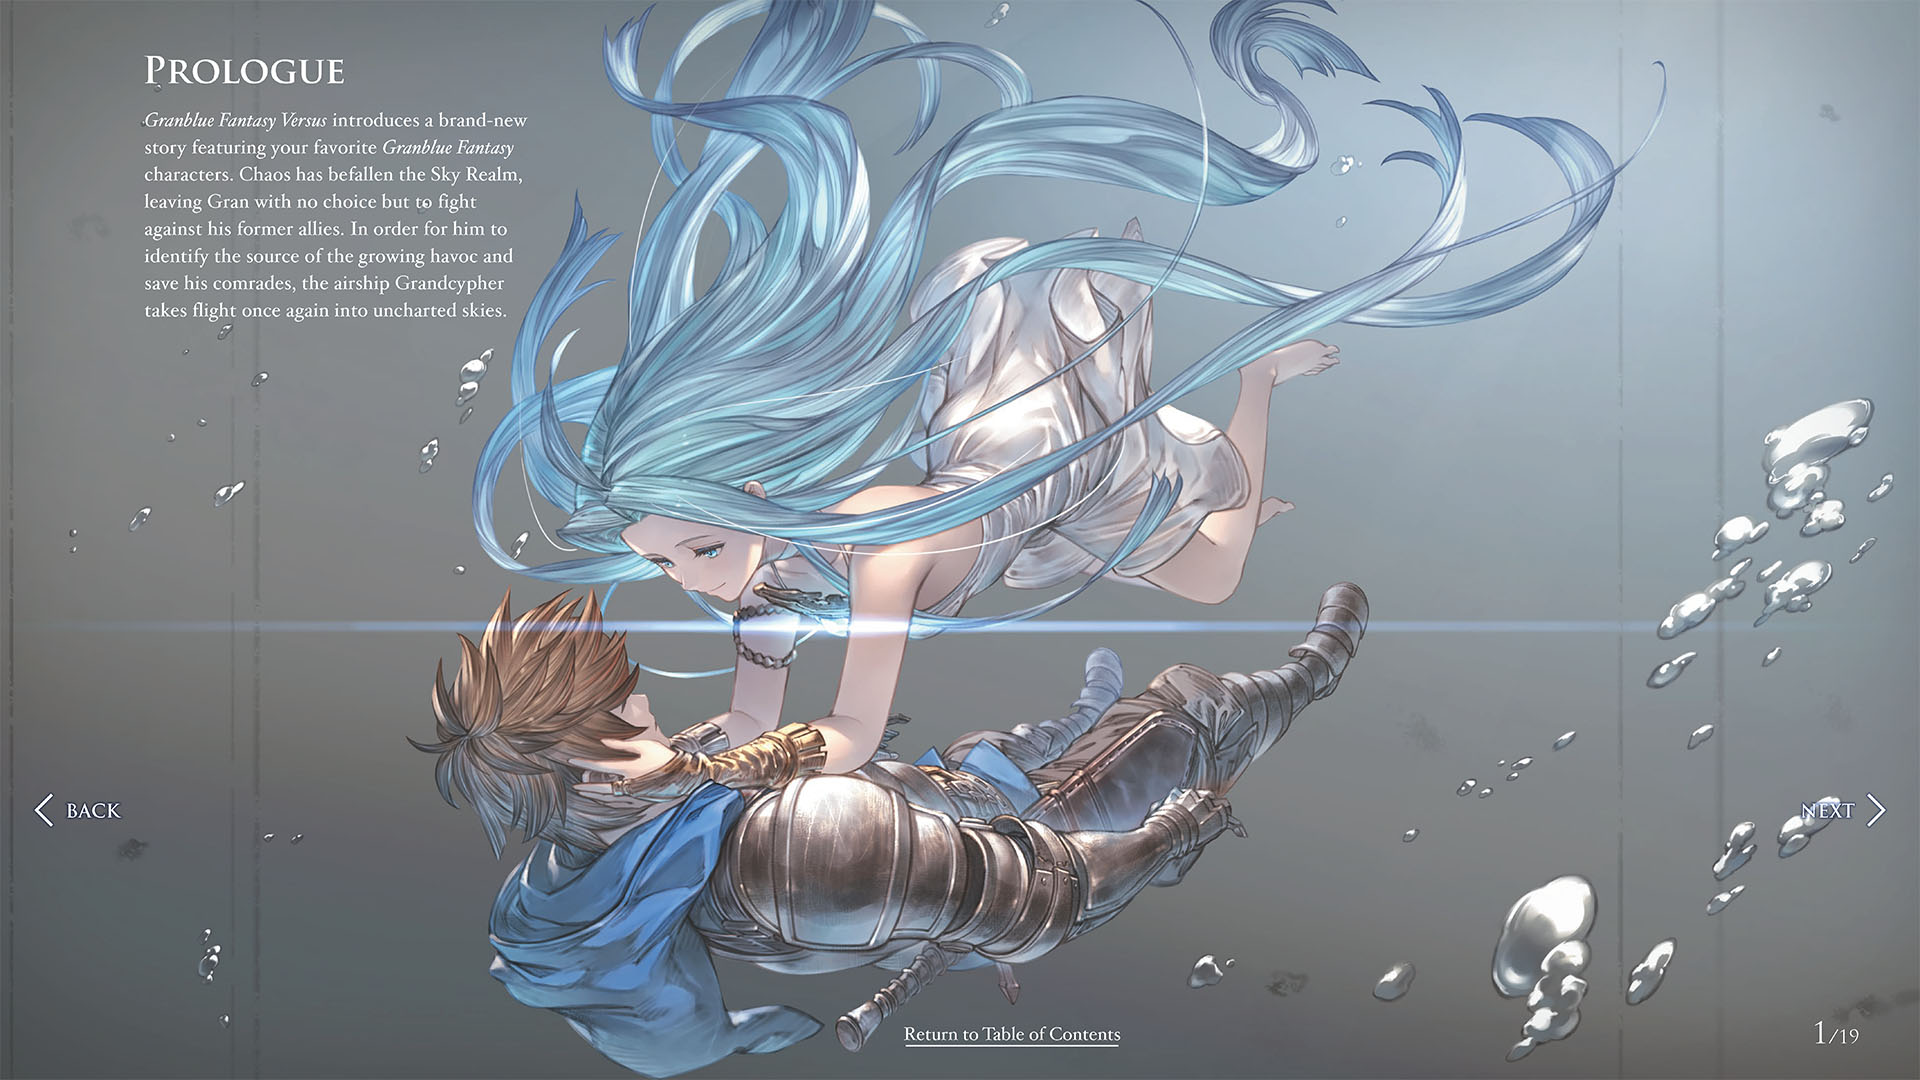 PROLOGUE
Granblue Fantasy Versus introduces a brand-new
story featuring your favorite Granblue Fantasy
characters. Chaos has befallen the Sky Realm,
leaving Gran with no choice but to fight
against his former allies. In order for him to
identify the source of the growing havoc and
save his comrades, the airship Grandcypher
takes flight once again into uncharted skies.
BACK
NEXT
Return to Table of Contents
1/19